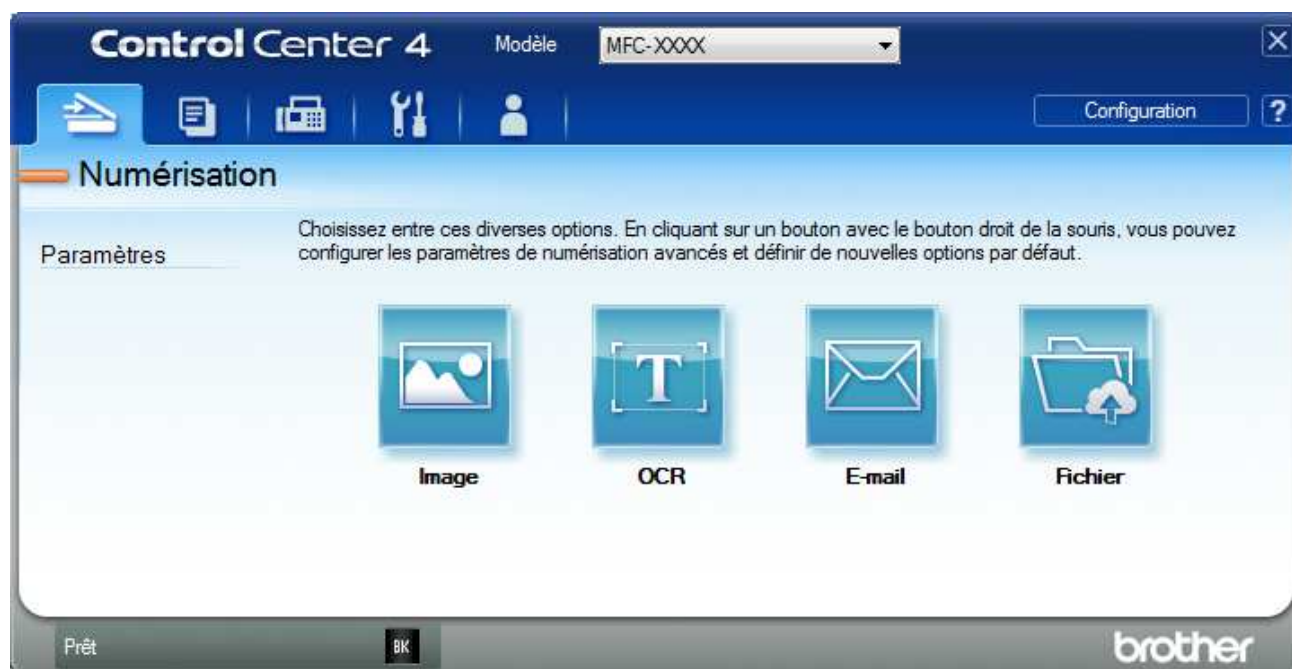 Control Center 4 Modèle MFC-XXXX
Configuration ?
Numérisation
Paramètres
Choisissez entre ces diverses options. En cliquant sur un bouton avec le bouton droit de la souris, vous pouvez
configurer les paramètres de numérisation avancés et définir de nouvelles options par défaut.
T
Image OCR E-mail Fichier
Prêt BK brother